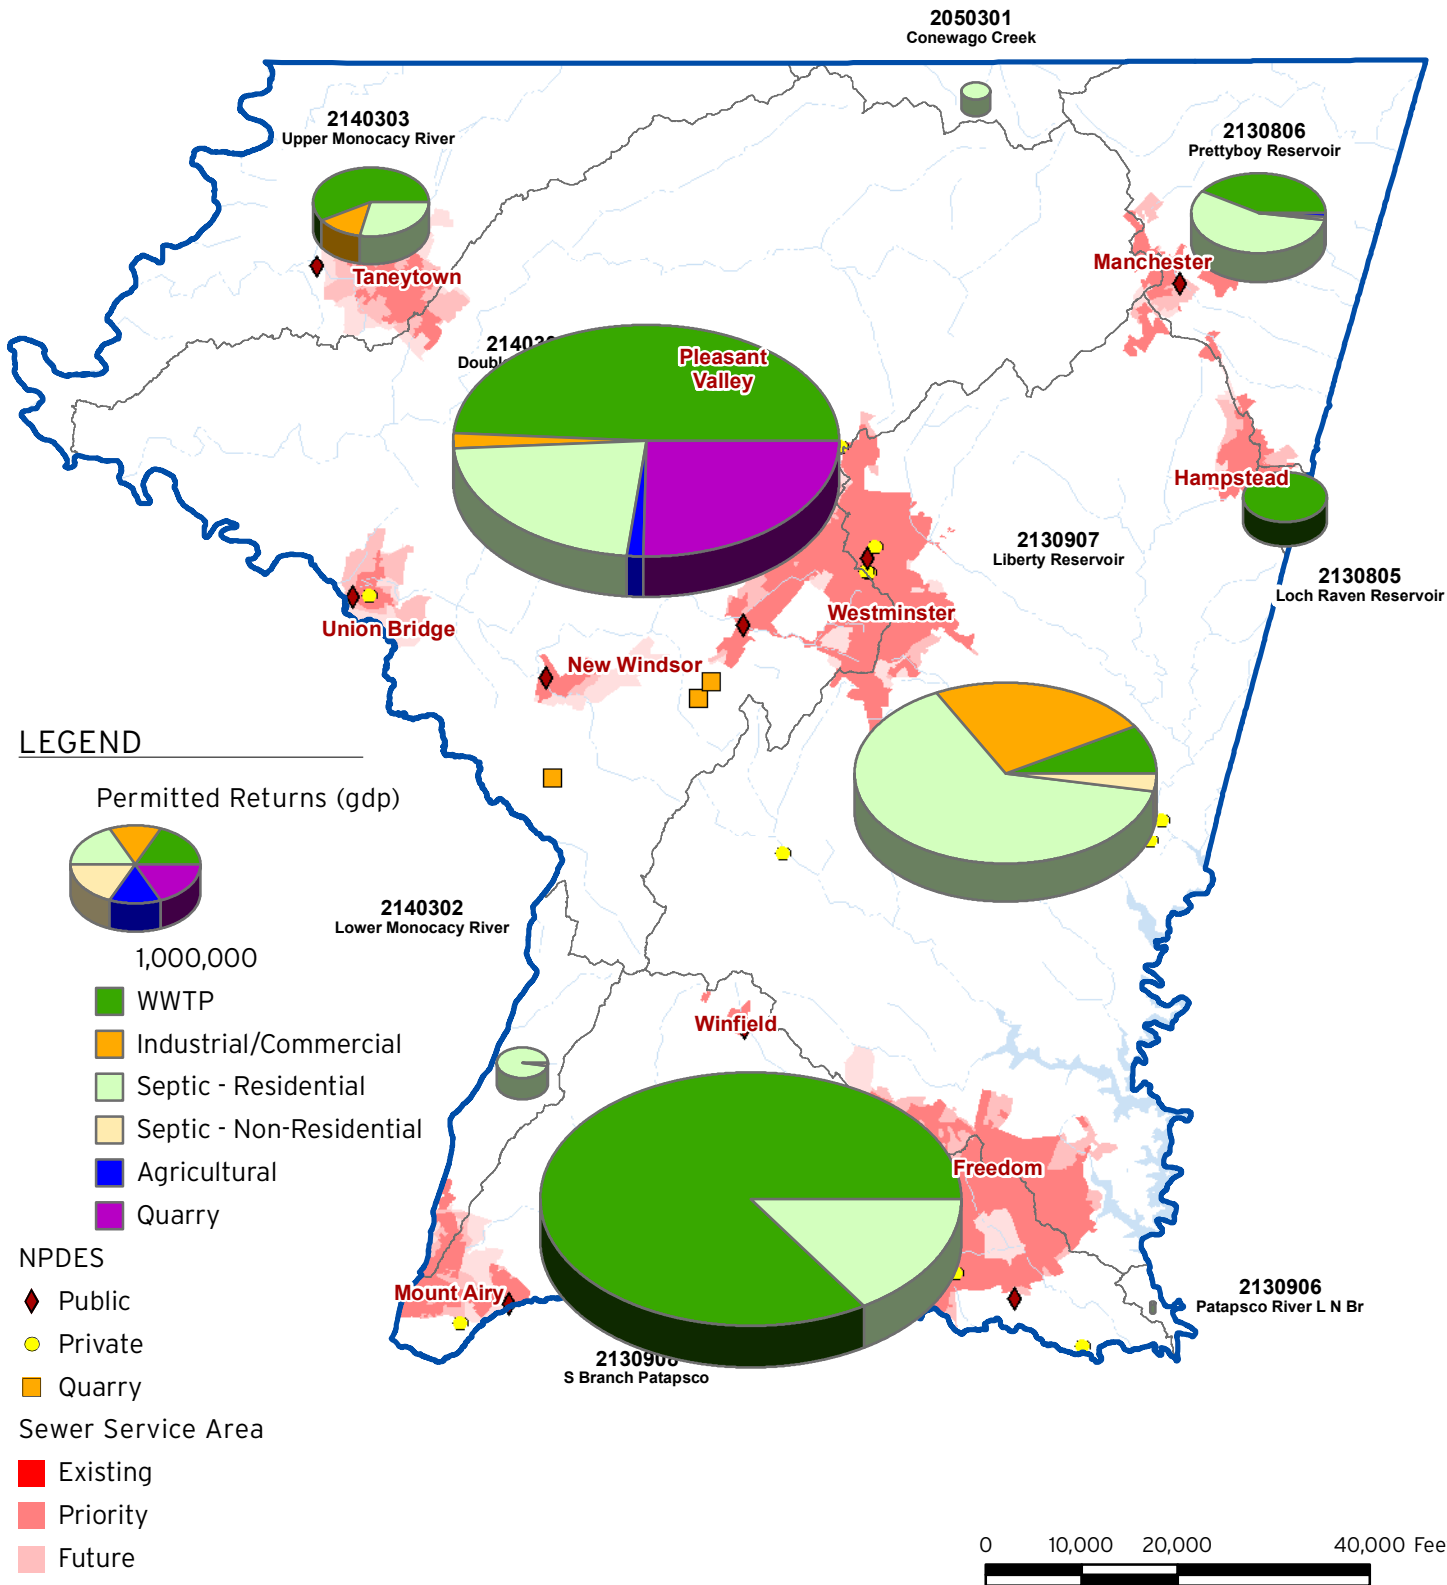 2050301
Conewago Creek
2140303
Upper Monocacy River
2130806
Prettyboy Reservoir
Manchester
Taneytown
Pleasant
Valley
Hampstead
2130907
Liberty Reservoir
2130805
Loch Raven Reservoir
Westminster
Union Bridge
New Windsor
LEGEND
Permitted Returns (gdp)
1,000,000
WWTP
Industrial/Commercial
Septic - Residential
Septic - Non-Residential
Agricultural
Quarry
NPDES
Public
Private
Quarry
Sewer Service Area
Existing
Priority
Future
2140302
Lower Monocacy River
Winfield
Freedom
Mount Airy
2130906
Patapsco River L N Br
2130908
S Branch Patapsco
0 10,000 20,000 40,000 Fee